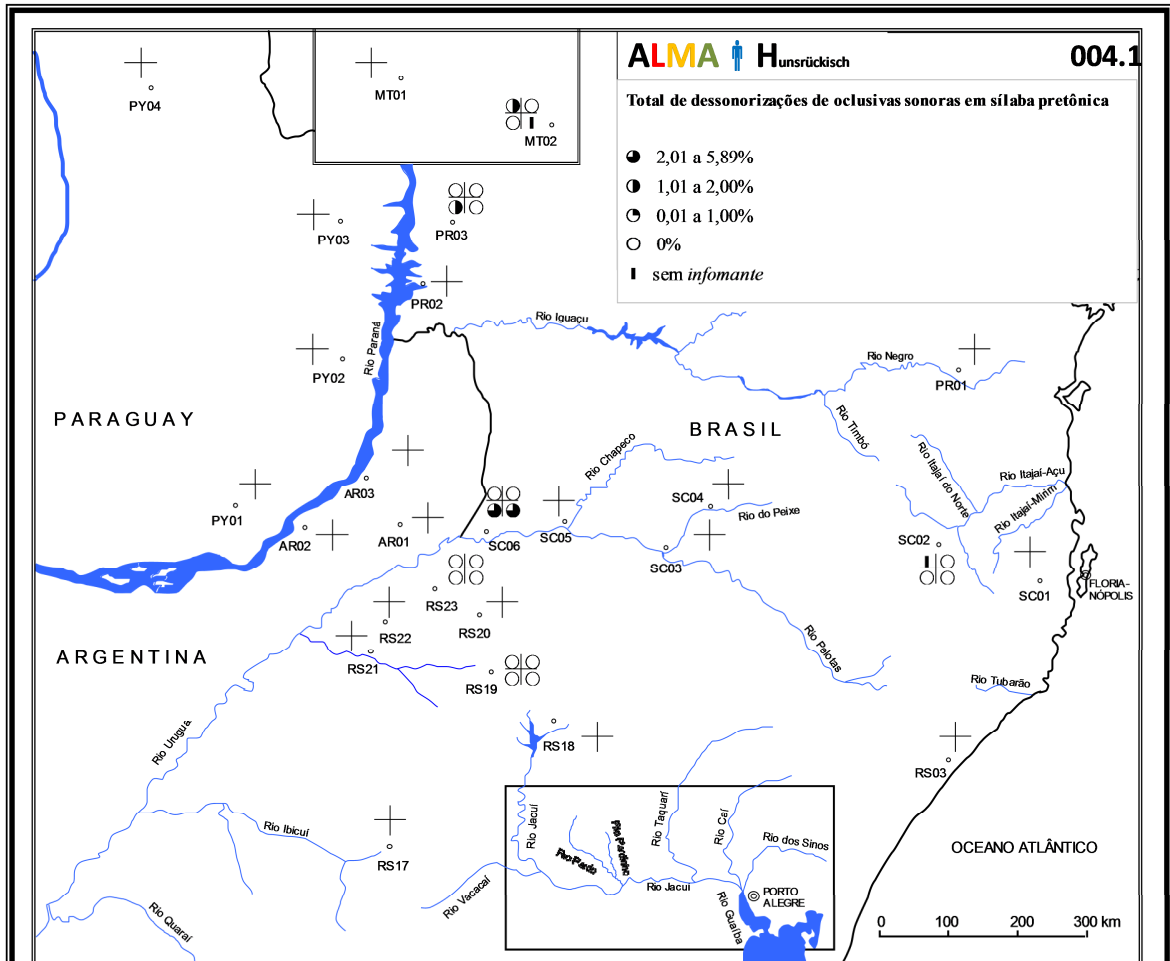 ALMA Hunsrückisch 004.1
Total de dessonorizações de oclusivas sonoras em sílaba pretônica
2,01 a 5,89%
1,01 a 2,00%
0,01 a 1,00%
0%
sem infomante
PY04
MT01
MT02
PY03
PR03
PR02
Rio Iguaçu
Rio Paraná
PY02
Rio Negro
PR01
PARAGUAY
BRASIL
Rio Timbó
Rio Chapeco
Rio Itajaí do Norte
Rio Itajaí-Açu
Rio Itajaí-Mirim
AR03
SC04
Rio do Peixe
PY01
AR02
AR01
SC06
SC05
SC03
SC02
SC01
FLORIA-
NÓPOLIS
RS23
RS20
RS22
RS21
RS19
ARGENTINA
Rio Pelotas
Rio Tubarão
Rio Uruguá
RS18
RS03
Rio Ibicuí
RS17
Rio Jacuí
Rio Pardo
Rio Pardinho
Rio Taquarí
Rio Caí
Rio dos Sinos
OCEANO ATLÂNTICO
Rio Vacacaí
Rio Jacui
PORTO
ALEGRE
Rio Guaíba
Rio Quaraí
0 100 200 300 km